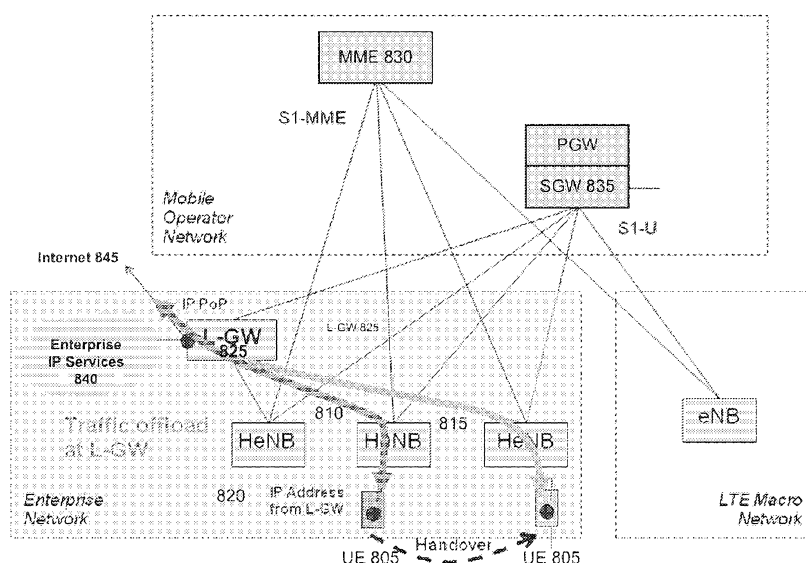 MME 830
S1-MME
PGW
SGW 835
Mobile
Operator
Network
S1-U
Internet 845
IP PoP
L-GW
825
L-GW 825
Enterprise
IP Services
840
Traffic offload
at L-GW
810
815
HeNB
HeNB
HeNB
eNB
820
IP Address
from L-GW
Enterprise
Network
LTE Macro
Network
Handover
UE 805
UE 805